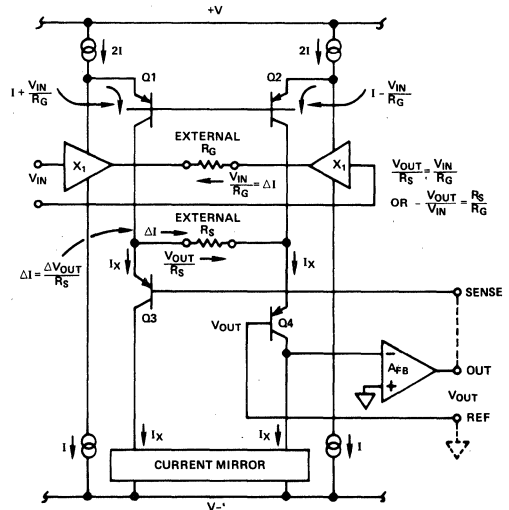 +V
2I
2I
Q1
Q2
I + VIN/RG
I - VIN/RG
EXTERNAL
RG
X1
X1
VIN
VIN/RG = ΔI
VOUT/RS = VIN/RG
OR - VOUT/VIN = RS/RG
EXTERNAL
ΔI
RS
VOUT/RS
ΔI = ΔVOUT/RS
IX
IX
SENSE
Q3
Q4
VOUT
-
AFB
+
OUT
VOUT
REF
I
IX
IX
I
CURRENT MIRROR